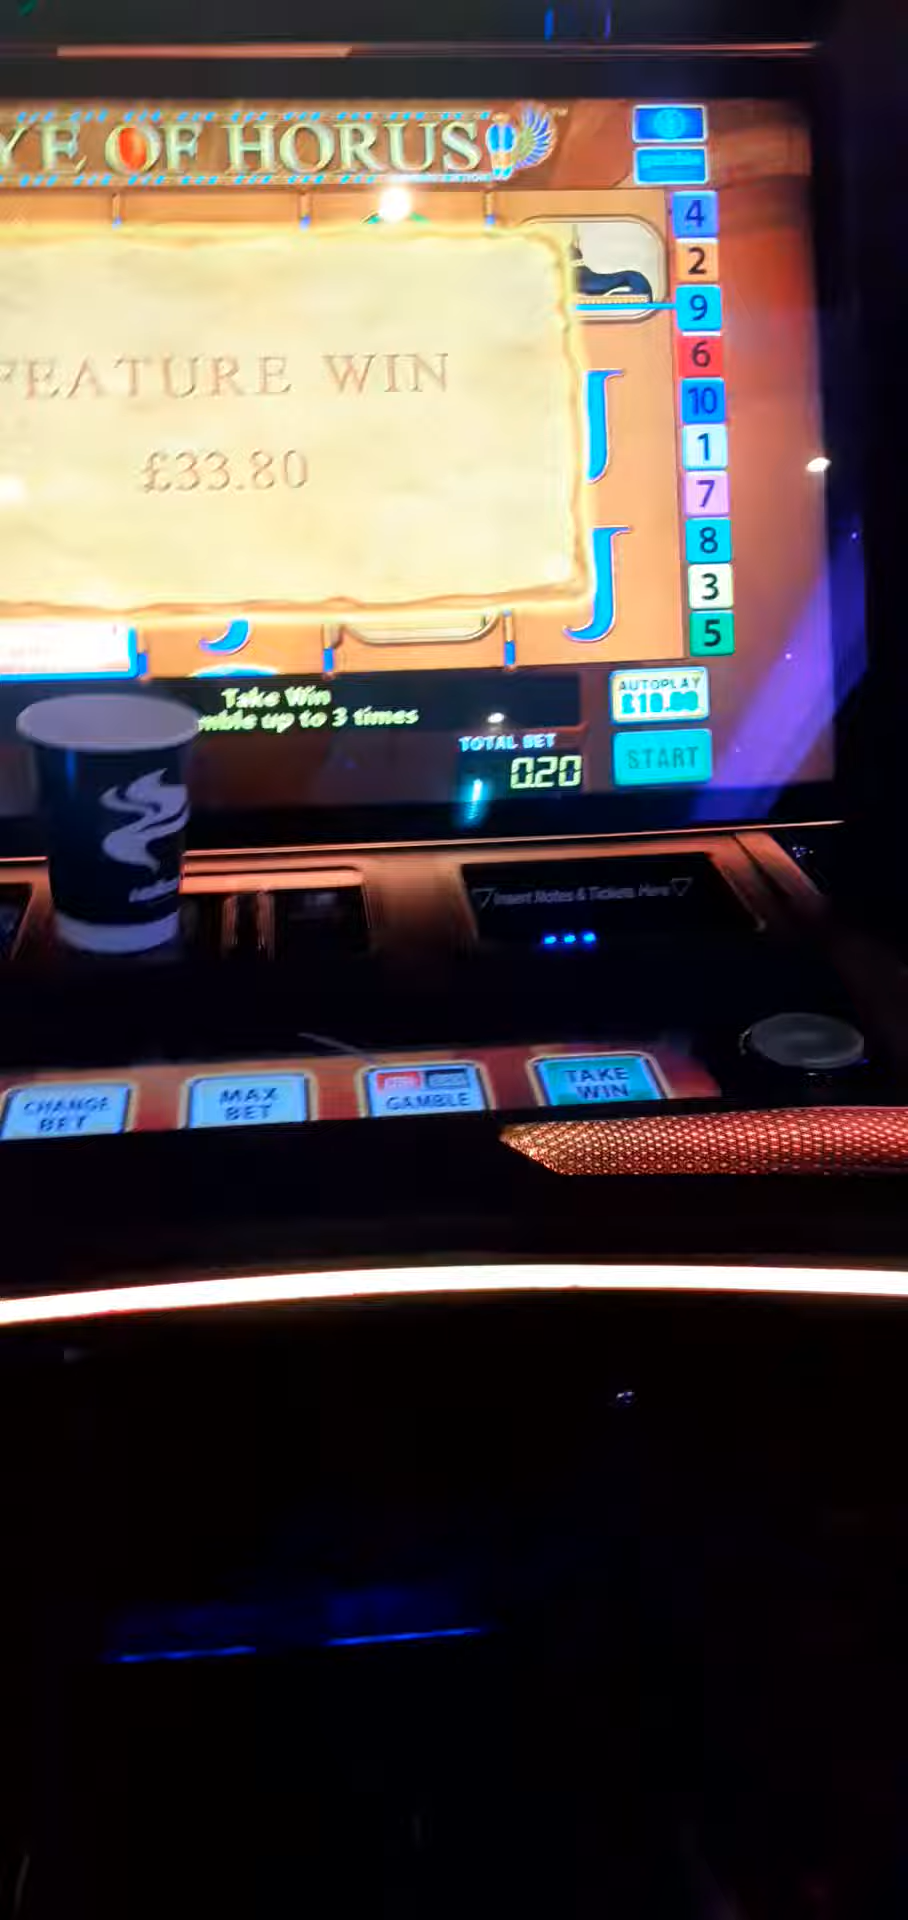 YE OF HORUS
4
2
9
6
10
1
7
8
3
5
FEATURE WIN
£33.80
Take Win
mble up to 3 times
AUTOPLAY
£10.00
TOTAL BET
0.20
START
Insert Notes & Tickets Here
CHANGE
BET
MAX
BET
GAMBLE
TAKE
WIN